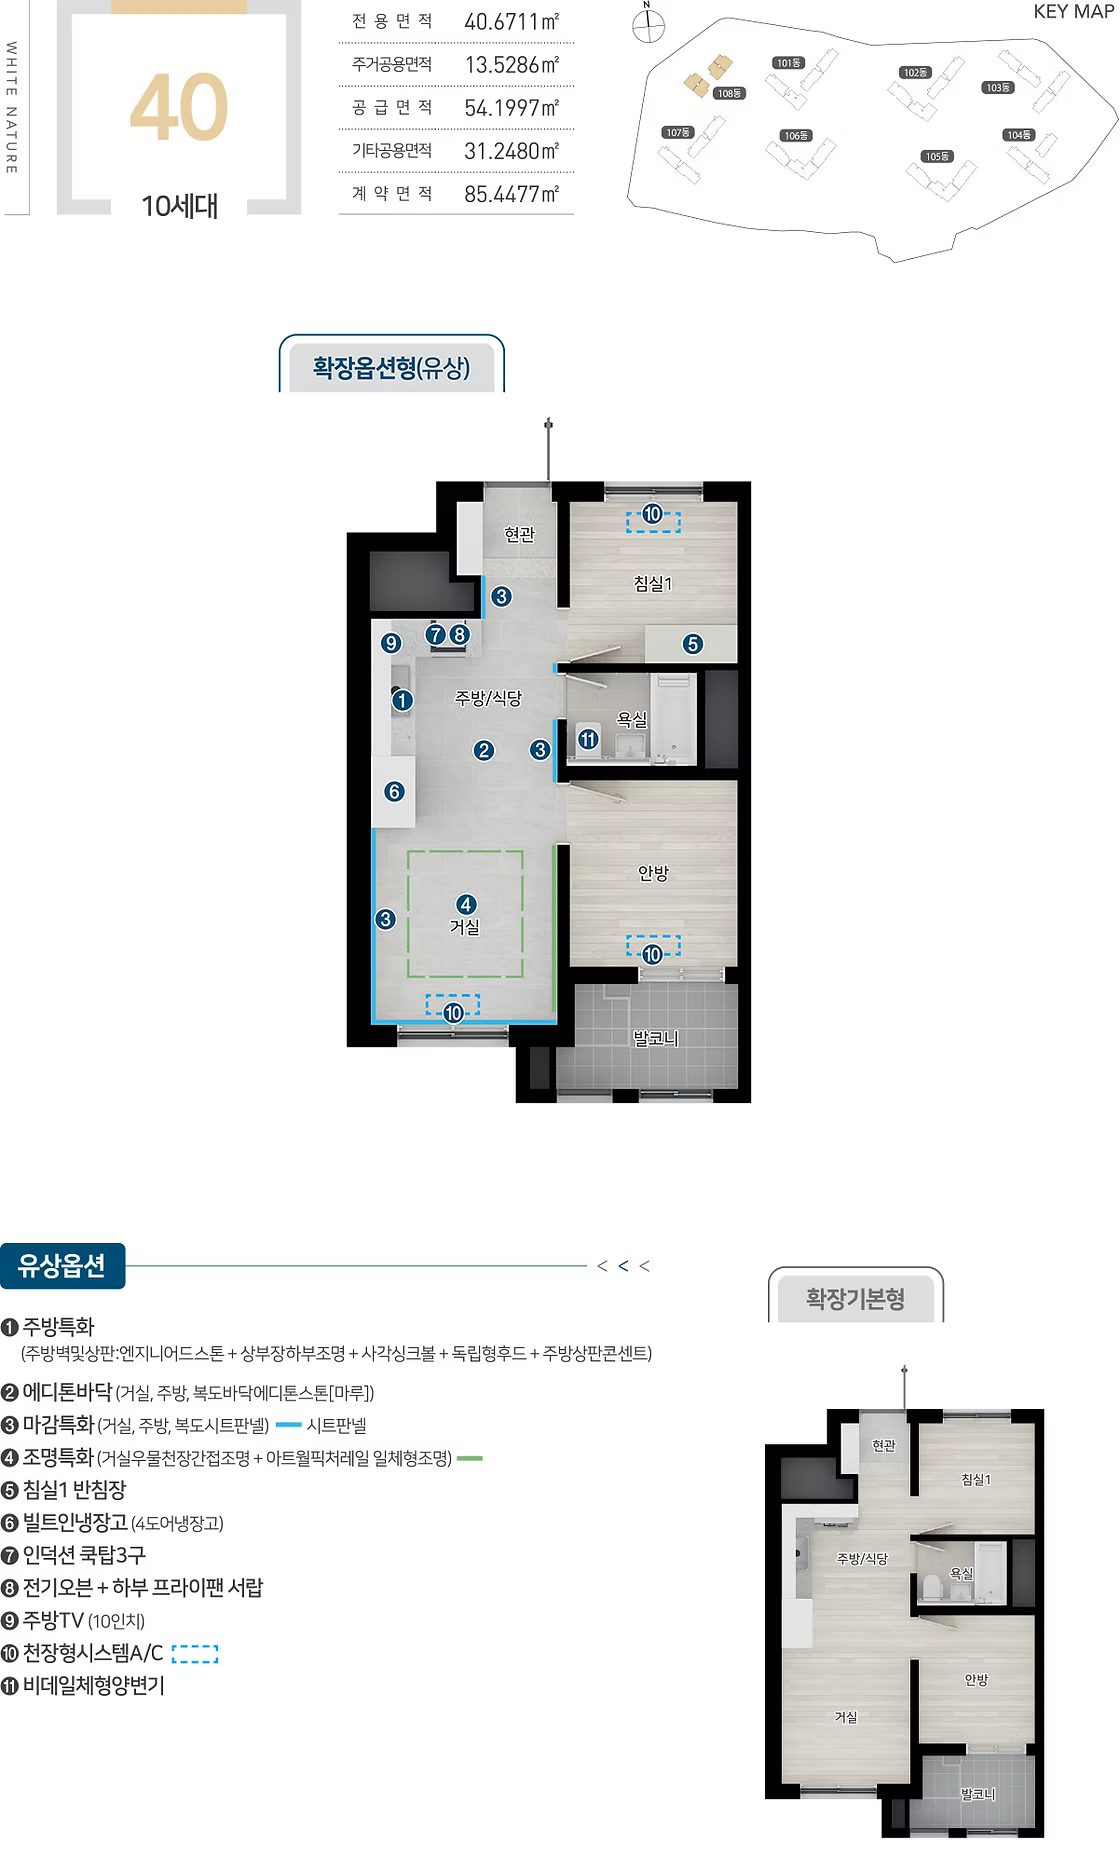 WHITE NATURE
40
10세대
전용면적 40.6711㎡
주거공용면적 13.5286㎡
공급면적 54.1997㎡
기타공용면적 31.2480㎡
계약면적 85.4477㎡
KEY MAP
N
101동
102동
103동
108동
107동
106동
104동
105동
확장옵션형(유상)
현관
10
침실1
3
7 8
9
5
1
주방/식당
욕실
11
2
3
6
안방
4
거실
3
10
10
발코니
유상옵션
< < <
1 주방특화
(주방벽및상판:엔지니어드스톤 + 상부장하부조명 + 사각싱크볼 + 독립형후드 + 주방상판콘센트)
2 에디톤바닥 (거실, 주방, 복도바닥에디톤스톤[마루])
3 마감특화 (거실, 주방, 복도시트판넬) 시트판넬
4 조명특화 (거실우물천장간접조명 + 아트월픽처레일 일체형조명)
5 침실1 반침장
6 빌트인냉장고 (4도어냉장고)
7 인덕션 쿡탑3구
8 전기오븐 + 하부 프라이팬 서랍
9 주방TV (10인치)
10 천장형시스템A/C
11 비데일체형양변기
확장기본형
현관
침실1
주방/식당
욕실
안방
거실
발코니